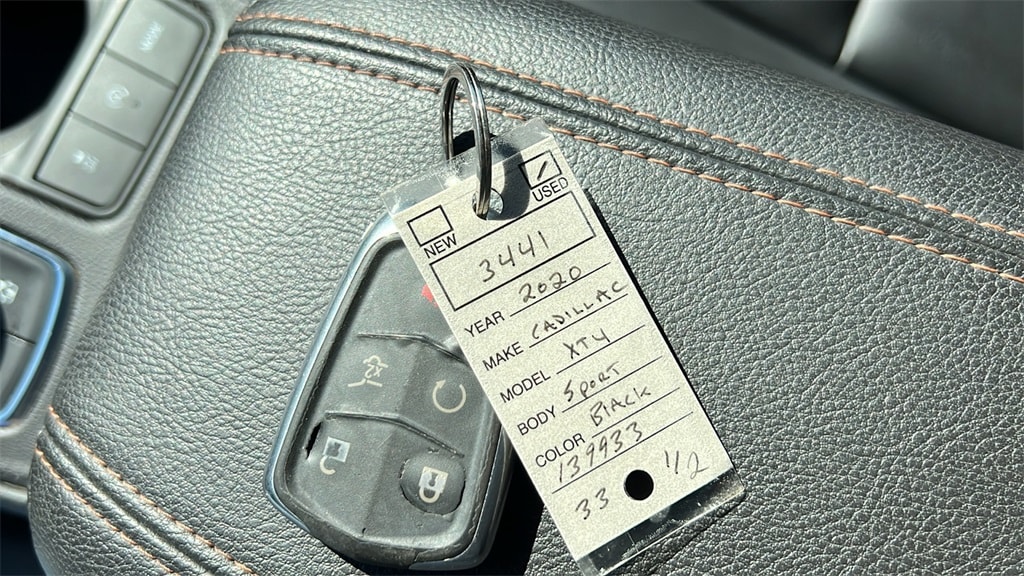 NEW USED
3441
YEAR 2020
MAKE CADILLAC
MODEL XT4
BODY SPORT
COLOR BlACK
139933
33 1/2